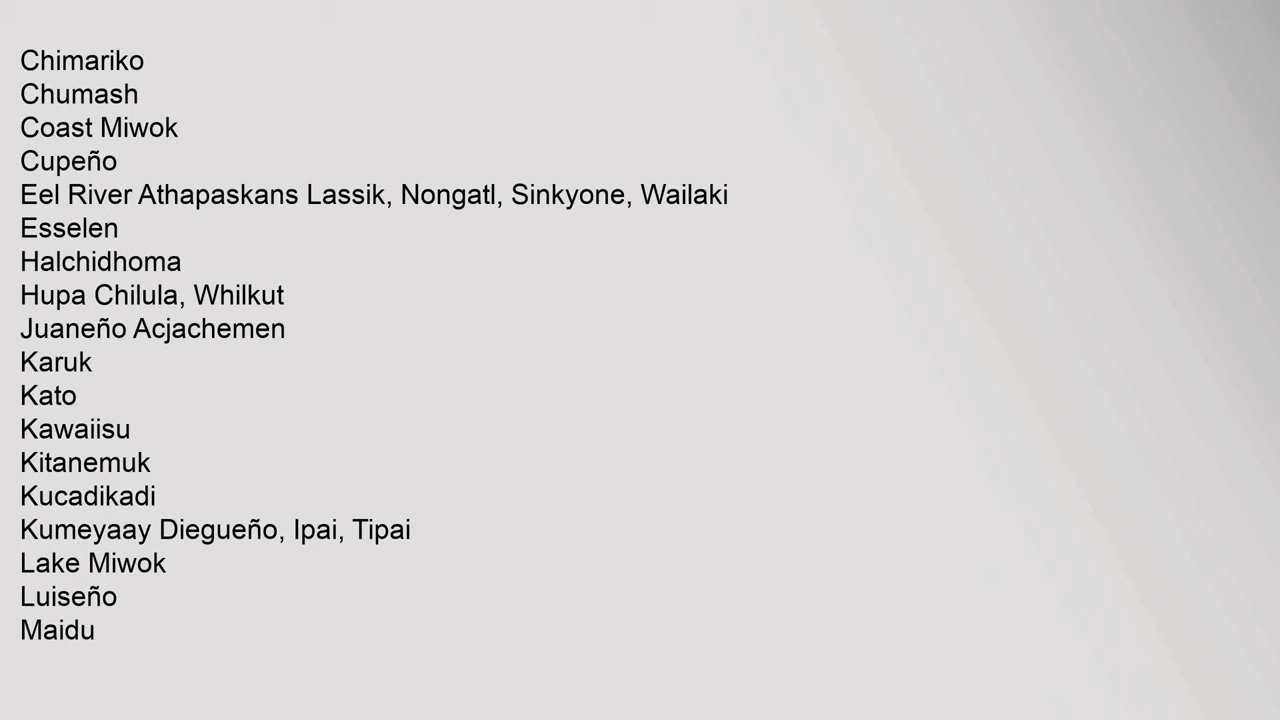 Chimariko
Chumash
Coast Miwok
Cupeño
Eel River Athapaskans Lassik, Nongatl, Sinkyone, Wailaki
Esselen
Halchidhoma
Hupa Chilula, Whilkut
Juaneño Acjachemen
Karuk
Kato
Kawaiisu
Kitanemuk
Kucadikadi
Kumeyaay Diegueño, Ipai, Tipai
Lake Miwok
Luiseño
Maidu